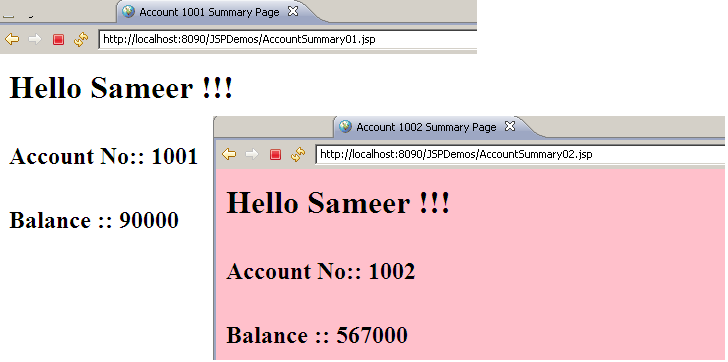 Account 1001 Summary Page
http://localhost:8090/JSPDemos/AccountSummary01.jsp
Hello Sameer !!!
Account No:: 1001
Balance :: 90000
Account 1002 Summary Page
http://localhost:8090/JSPDemos/AccountSummary02.jsp
Hello Sameer !!!
Account No:: 1002
Balance :: 567000